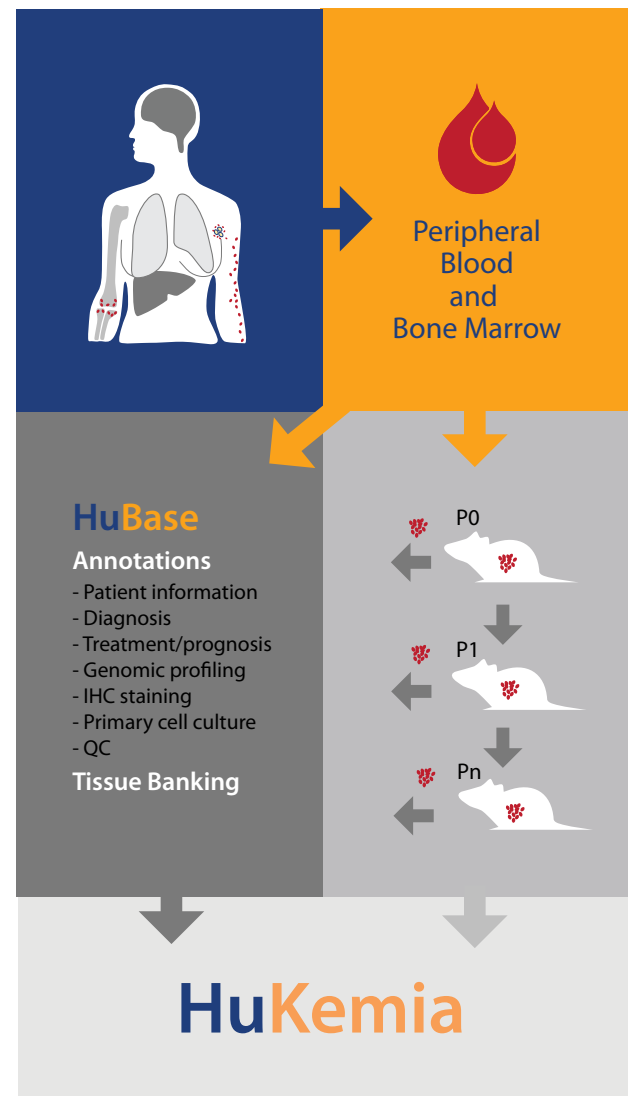 Peripheral
Blood
and
Bone Marrow
HuBase
Annotations
- Patient information
- Diagnosis
- Treatment/prognosis
- Genomic profiling
- IHC staining
- Primary cell culture
- QC
Tissue Banking
P0
P1
Pn
HuKemia